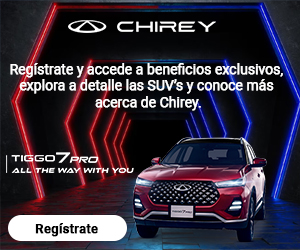 CHIREY
Regístrate y accede a beneficios exclusivos,
explora a detalle las SUV's y conoce más
acerca de Chirey.
TIGGO7PRO
ALL THE WAY WITH YOU
TIGGO7PRO
Regístrate